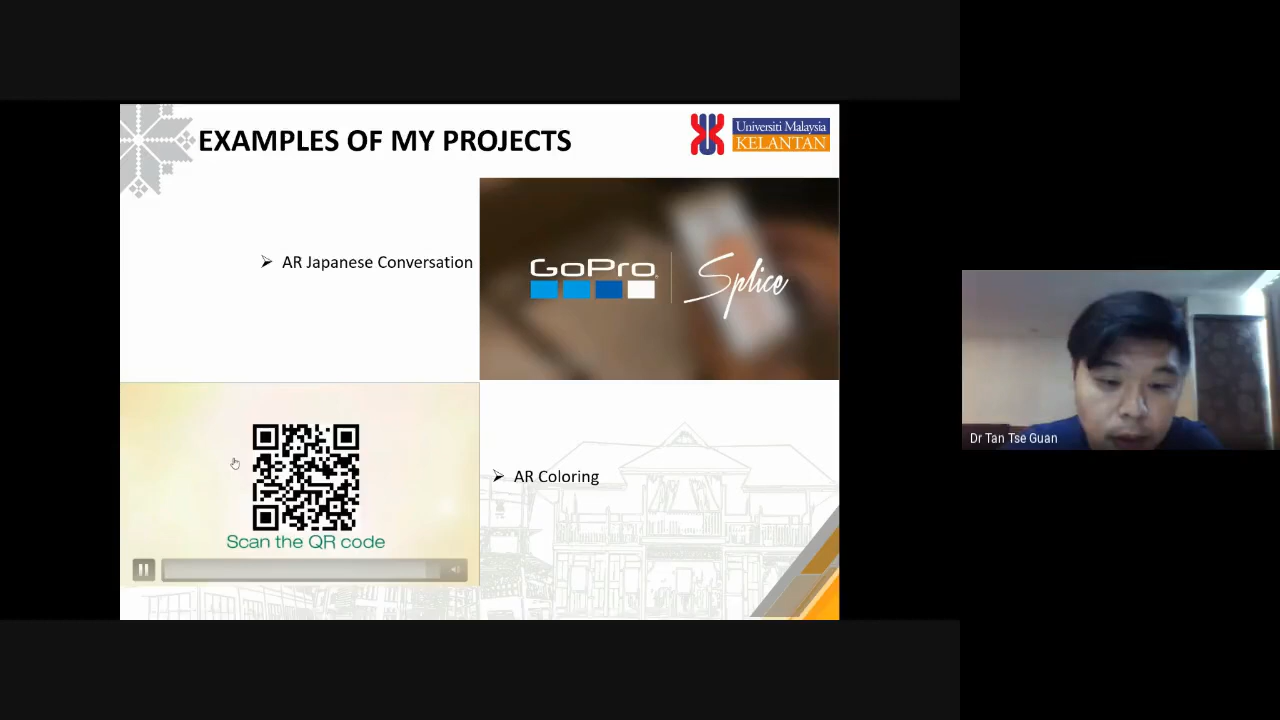 EXAMPLES OF MY PROJECTS
Universiti Malaysia
KELANTAN
AR Japanese Conversation
GoPro
Splice
Scan the QR code
AR Coloring
Dr Tan Tse Guan